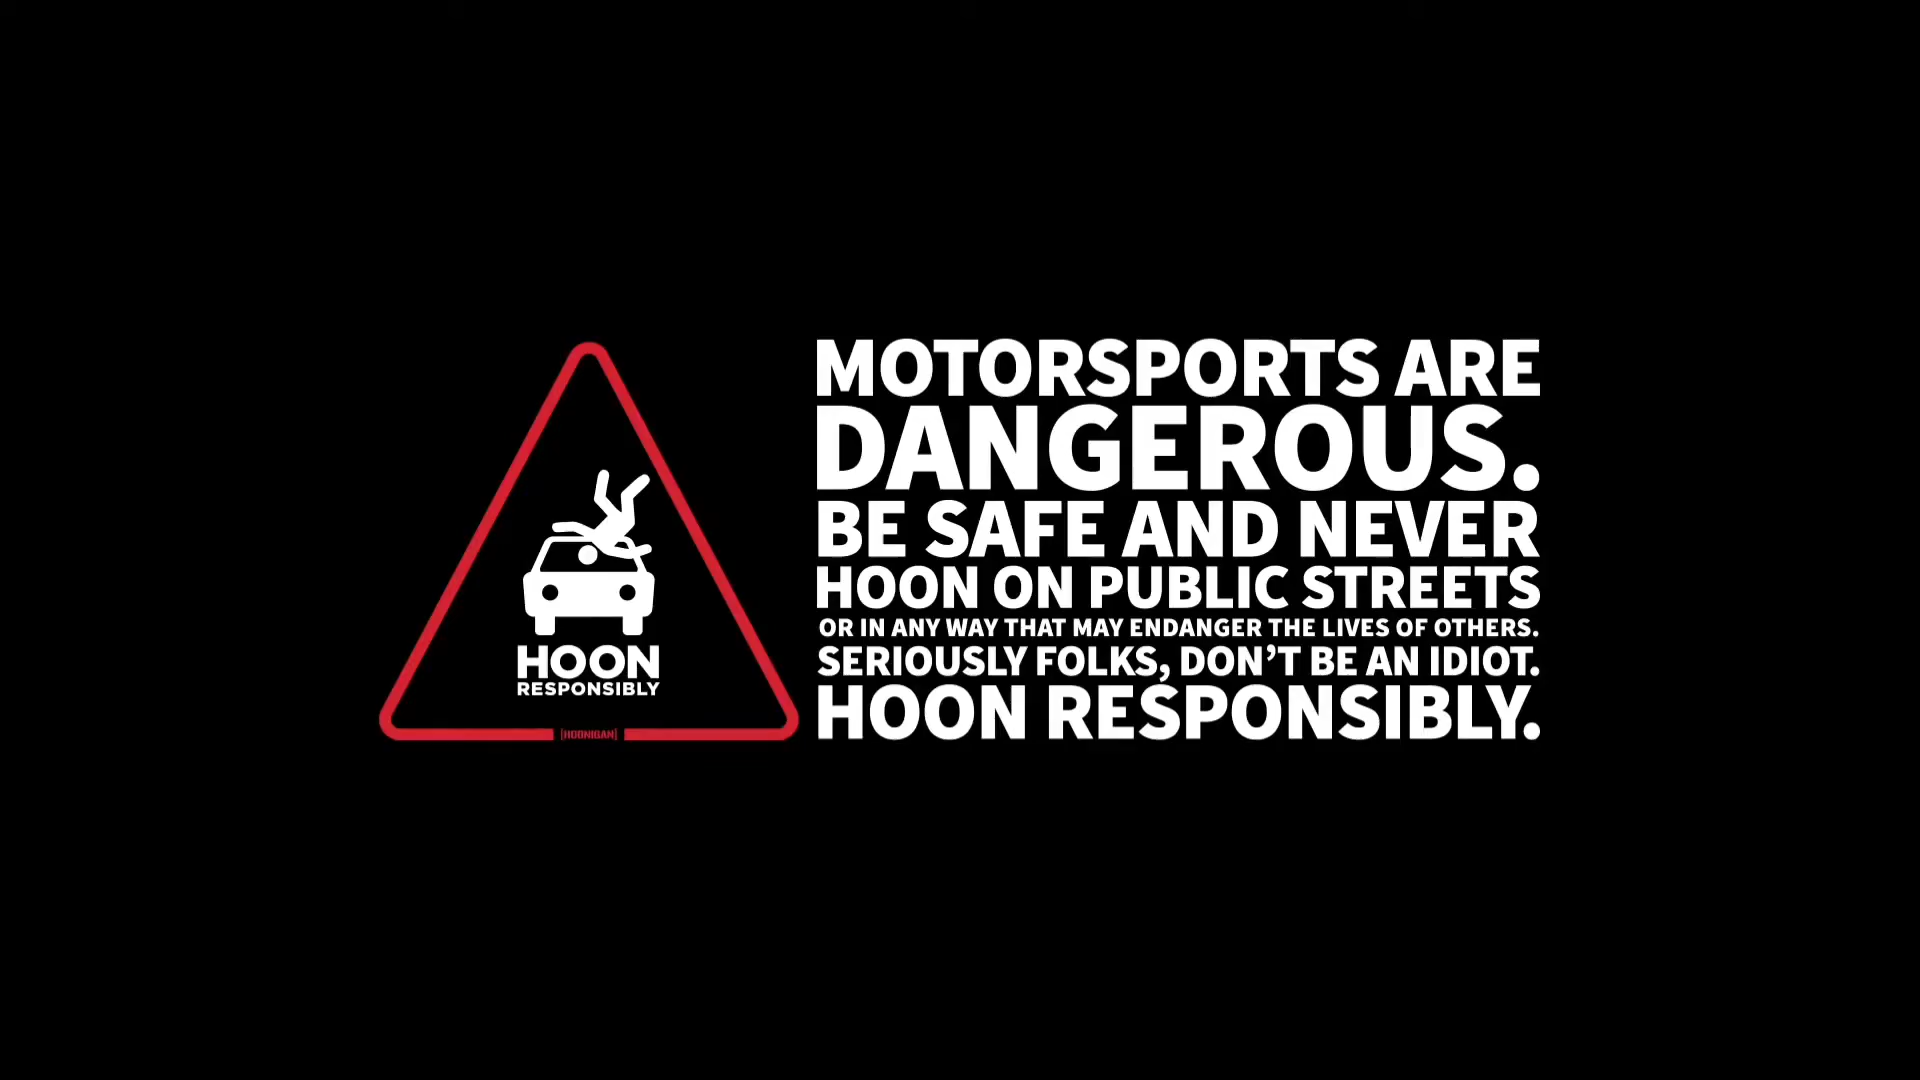 HOON
RESPONSIBLY
[HOONIGAN]
MOTORSPORTS ARE
DANGEROUS.
BE SAFE AND NEVER
HOON ON PUBLIC STREETS
OR IN ANY WAY THAT MAY ENDANGER THE LIVES OF OTHERS.
SERIOUSLY FOLKS, DON’T BE AN IDIOT.
HOON RESPONSIBLY.